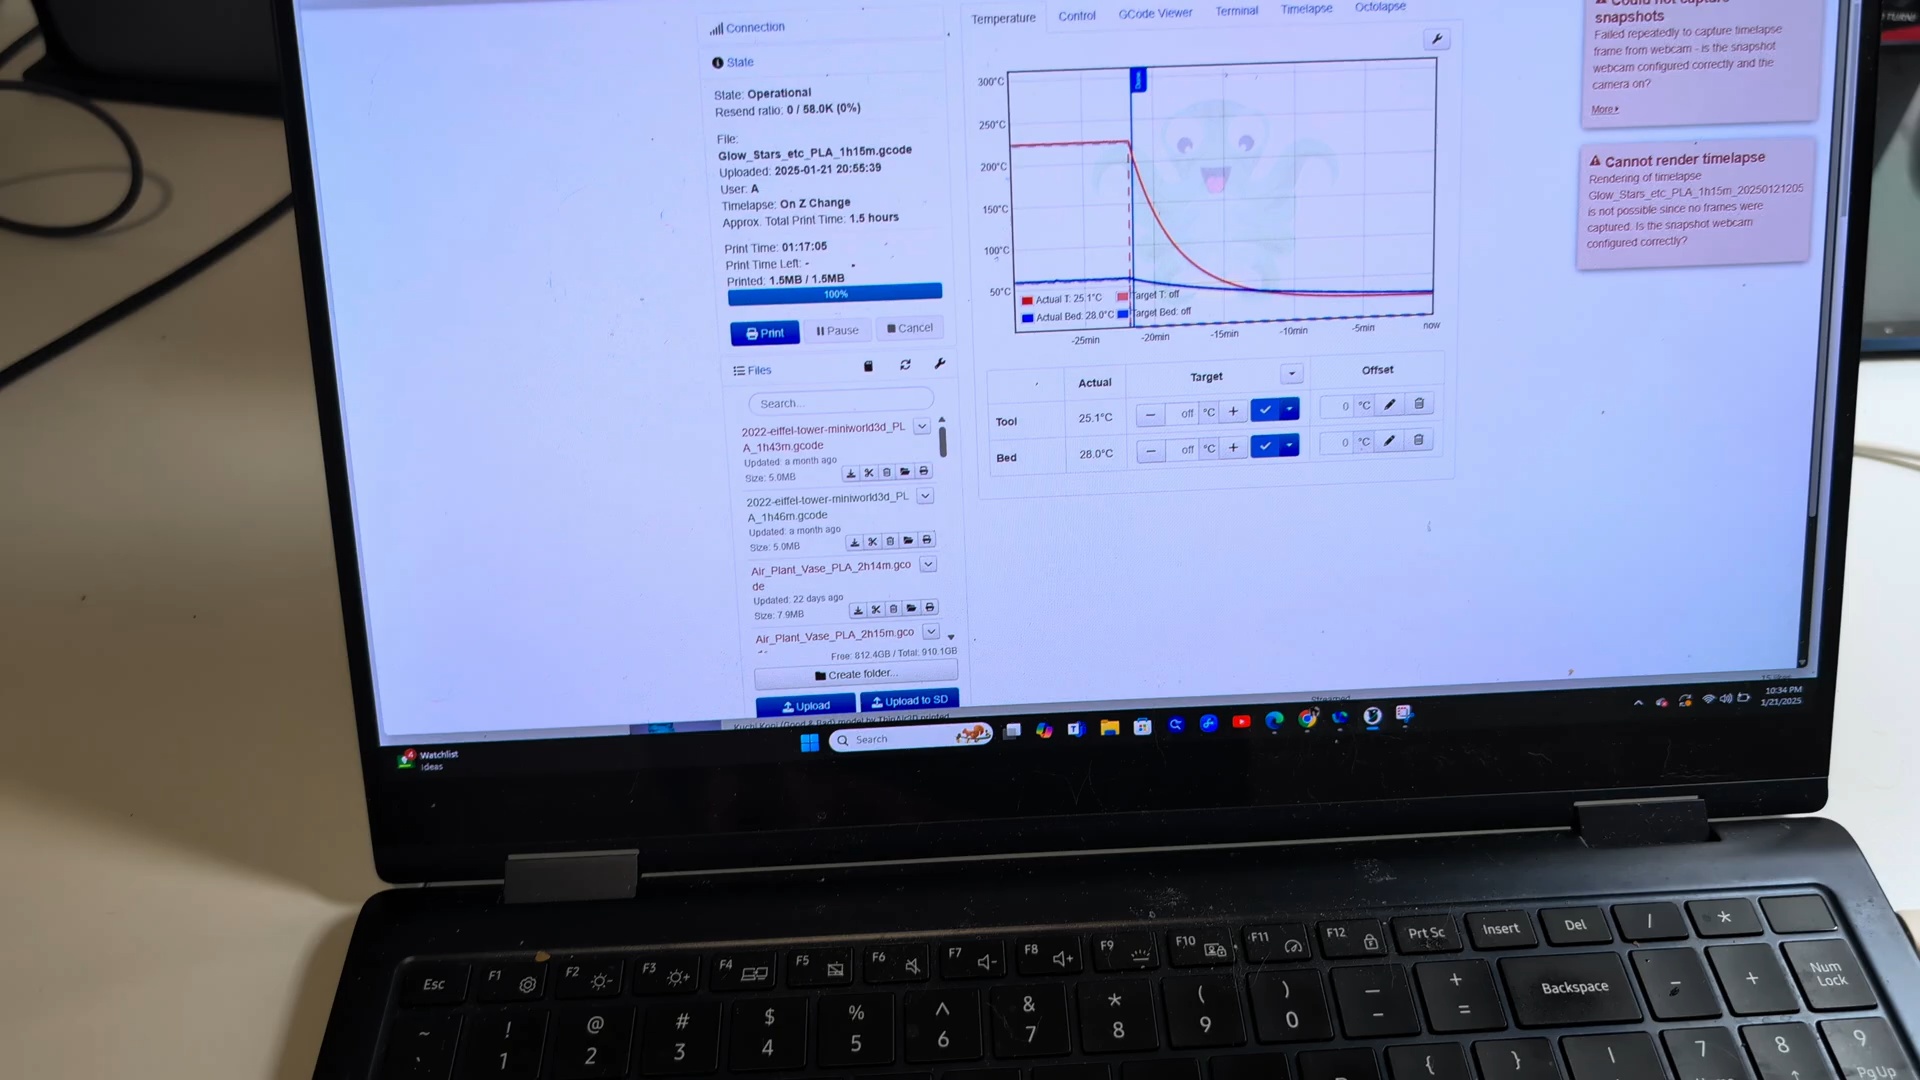 Connection
State
State: Operational
Resend ratio: 0 / 58.0K (0%)
File:
Glow_Stars_etc_PLA_1h15m.gcode
Uploaded: 2025-01-21 20:55:39
User: A
Timelapse: On Z Change
Approx. Total Print Time: 1.5 hours
Print Time: 01:17:05
Print Time Left: -
Printed: 1.5MB / 1.5MB
100%
Print
Pause
Cancel
Files
Search...
2022-eiffel-tower-miniworld3d_PL
A_1h43m.gcode
Updated: a month ago
Size: 5.0MB
2022-eiffel-tower-miniworld3d_PL
A_1h46m.gcode
Updated: a month ago
Size: 5.0MB
Air_Plant_Vase_PLA_2h14m.gco
de
Updated: 22 days ago
Size: 7.9MB
Air_Plant_Vase_PLA_2h15m.gco
Free: 812.4GB / Total: 910.1GB
Create folder...
Upload
Upload to SD
Temperature
Control
GCode Viewer
Terminal
Timelapse
Octolapse
300°C
250°C
200°C
150°C
100°C
50°C
Done
Actual T: 25.1°C
Target T: off
Actual Bed: 28.0°C
Target Bed: off
-25min
-20min
-15min
-10min
-5min
now
Actual
Target
Offset
Tool
25.1°C
off °C
0 °C
Bed
28.0°C
off °C
0 °C
Could not capture
snapshots
Failed repeatedly to capture timelapse
frame from webcam - is the snapshot
webcam configured correctly and the
camera on?
More
Cannot render timelapse
Rendering of timelapse
Glow_Stars_etc_PLA_1h15m_20250121205
is not possible since no frames were
captured. Is the snapshot webcam
configured correctly?
Streamed
4
Watchlist
Ideas
Search
10:34 PM
1/21/2025
Esc
F1
F2
F3
F4
F5
F6
F7
F8
F9
F10
F11
F12
Prt Sc
Insert
Del
/
*
~
`
!
1
@
2
#
3
$
4
%
5
^
6
&
7
*
8
(
9
)
0
_
-
+
=
Backspace
-
+
Num
Lock
{
}
|
7
8
9
PgUp